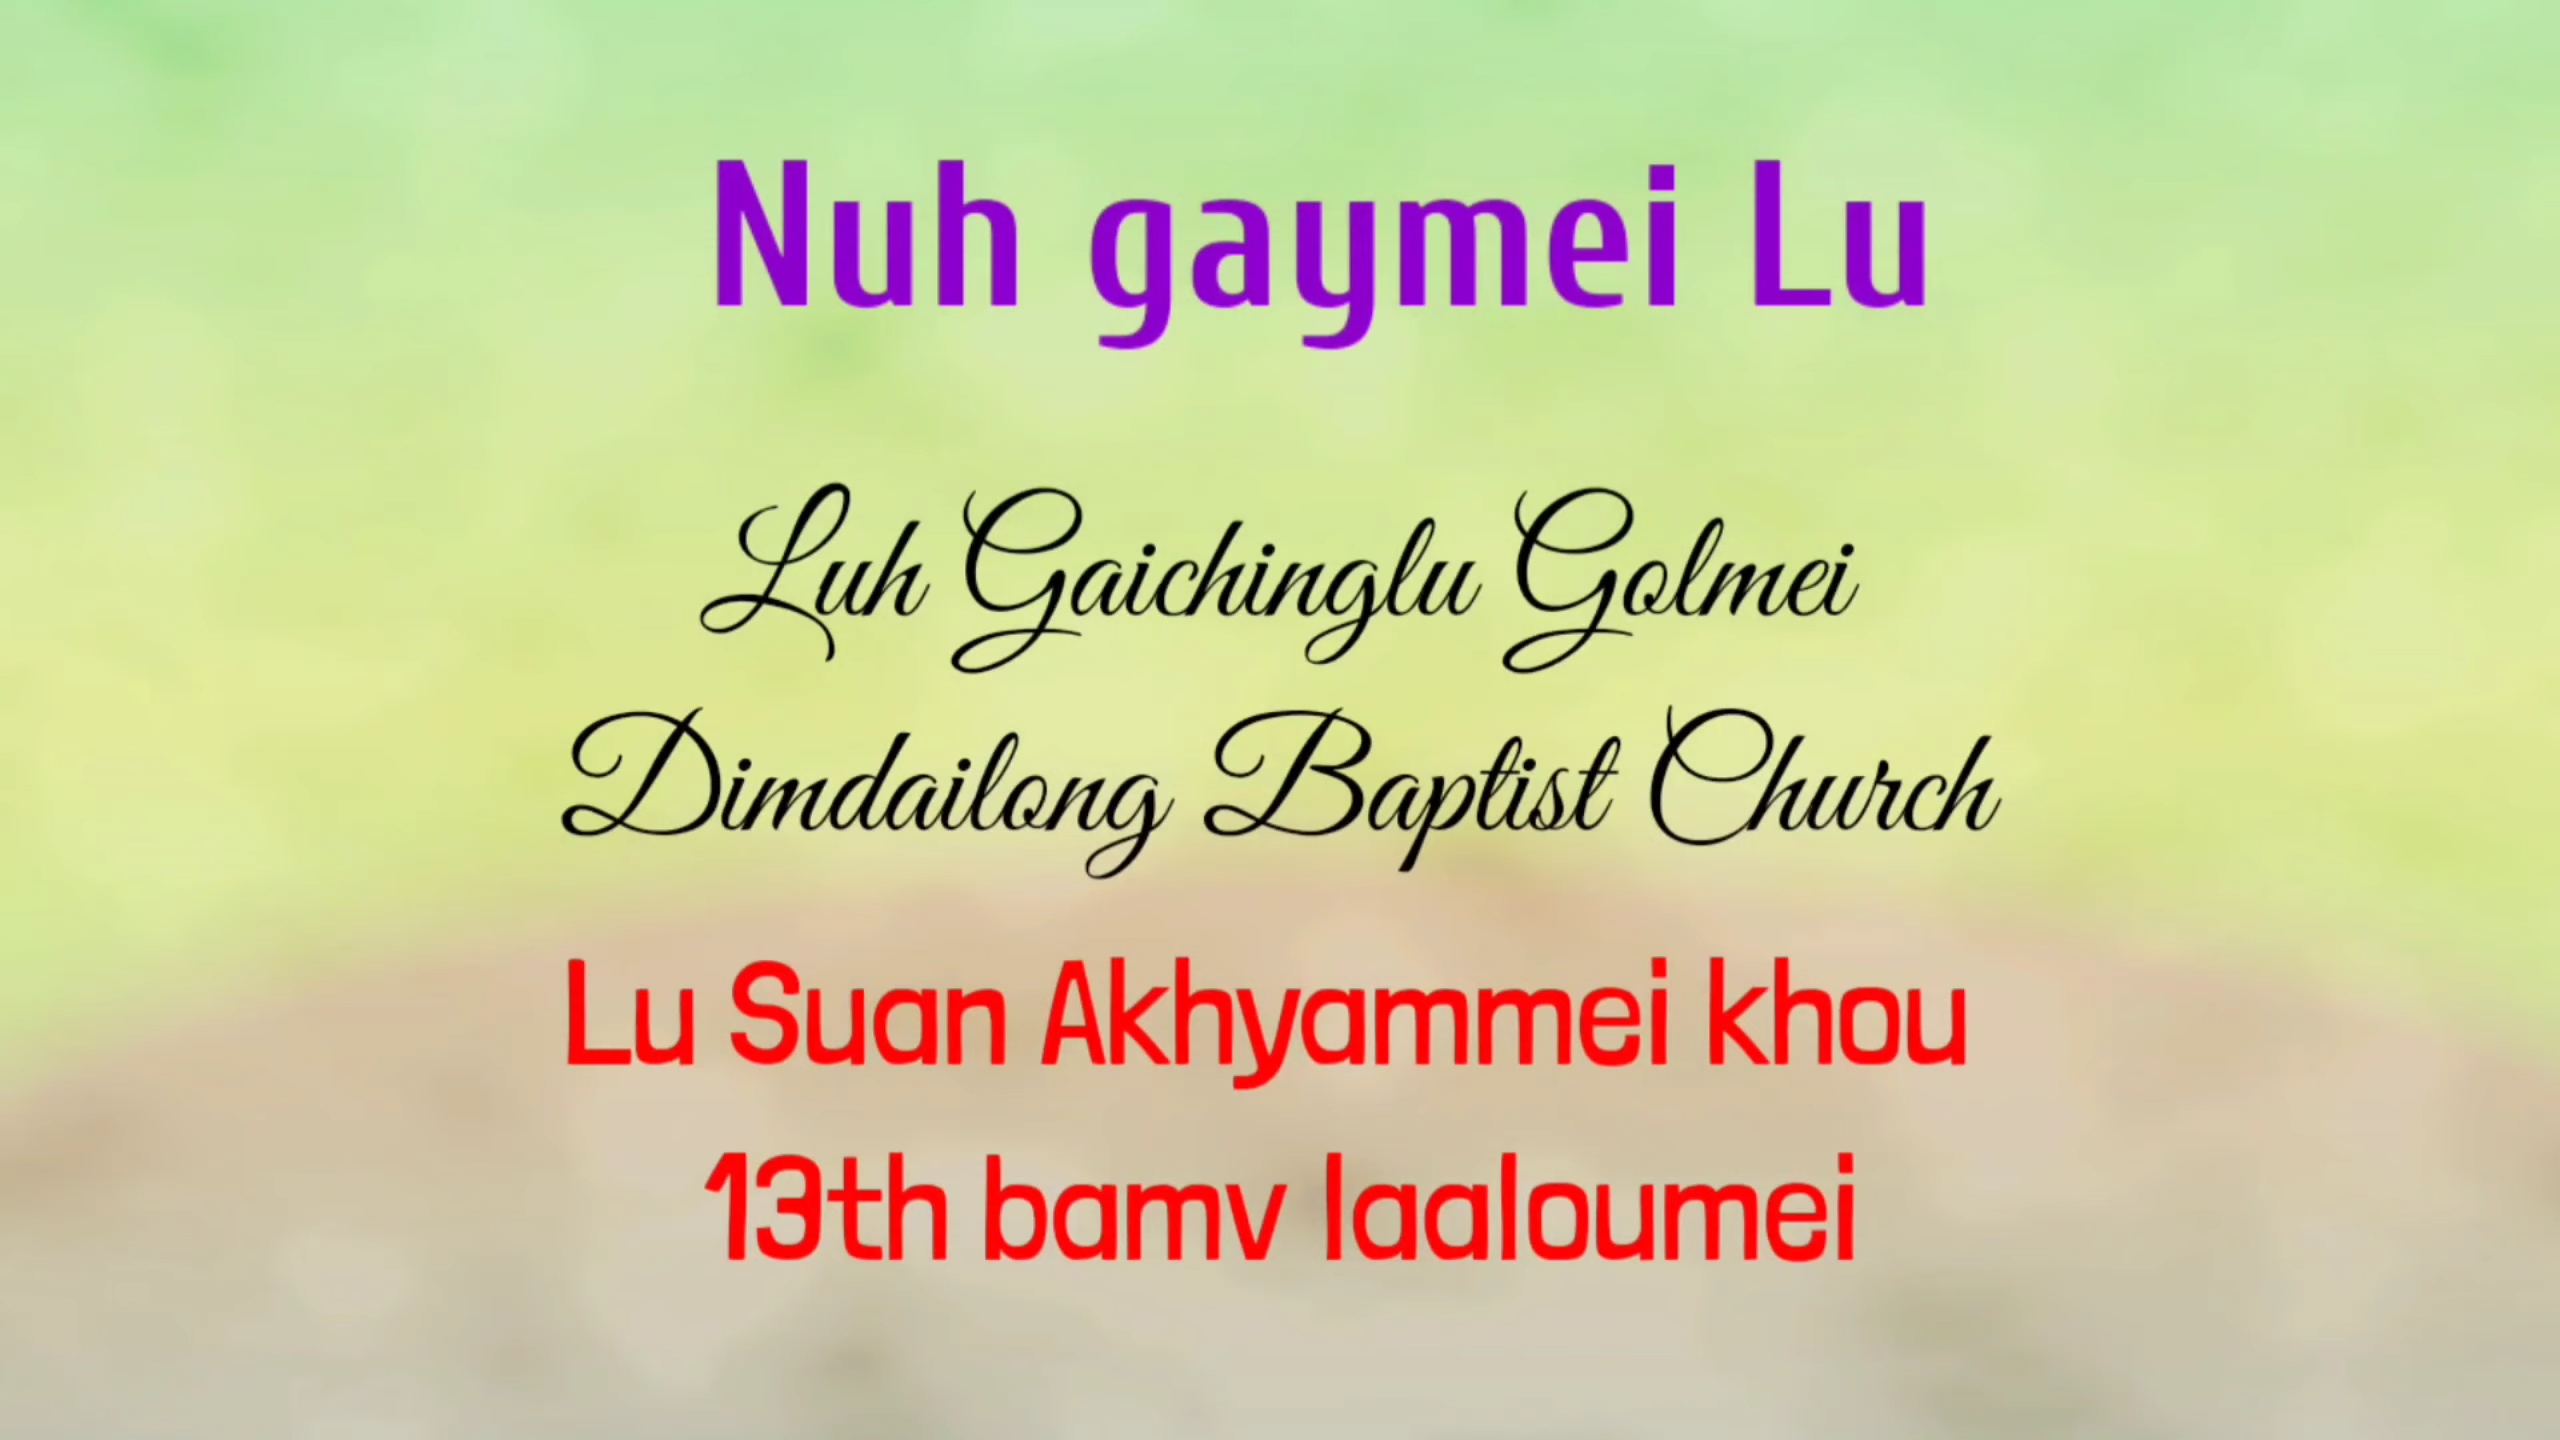 Nuh gaymei Lu
Luh Gaichinglu Golmei
Dimdailong Baptist Church
Lu Suan Akhyammei khou
13th bamv laaloumei